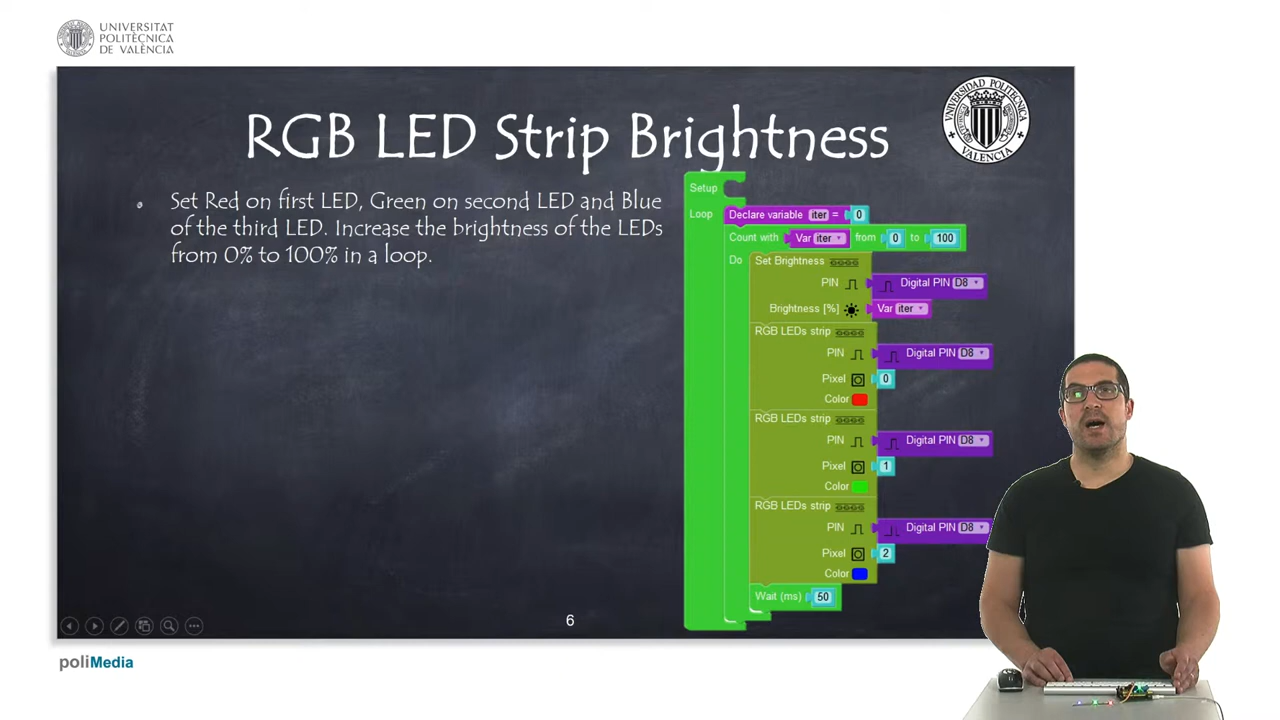 UNIVERSITAT
POLITÈCNICA
DE VALÈNCIA
RGB LED Strip Brightness
UNIVERSIDAD POLITECNICA
VALENCIA
Set Red on first LED, Green on second LED and Blue
of the third LED. Increase the brightness of the LEDs
from 0% to 100% in a loop.
Setup
Loop
Declare variable iter = 0
Count with Var iter from 0 to 100
Do
Set Brightness
PIN Digital PIN D8
Brightness [%] Var iter
RGB LEDs strip
PIN Digital PIN D8
Pixel 0
Color
RGB LEDs strip
PIN Digital PIN D8
Pixel 1
Color
RGB LEDs strip
PIN Digital PIN D8
Pixel 2
Color
Wait (ms) 50
6
poliMedia